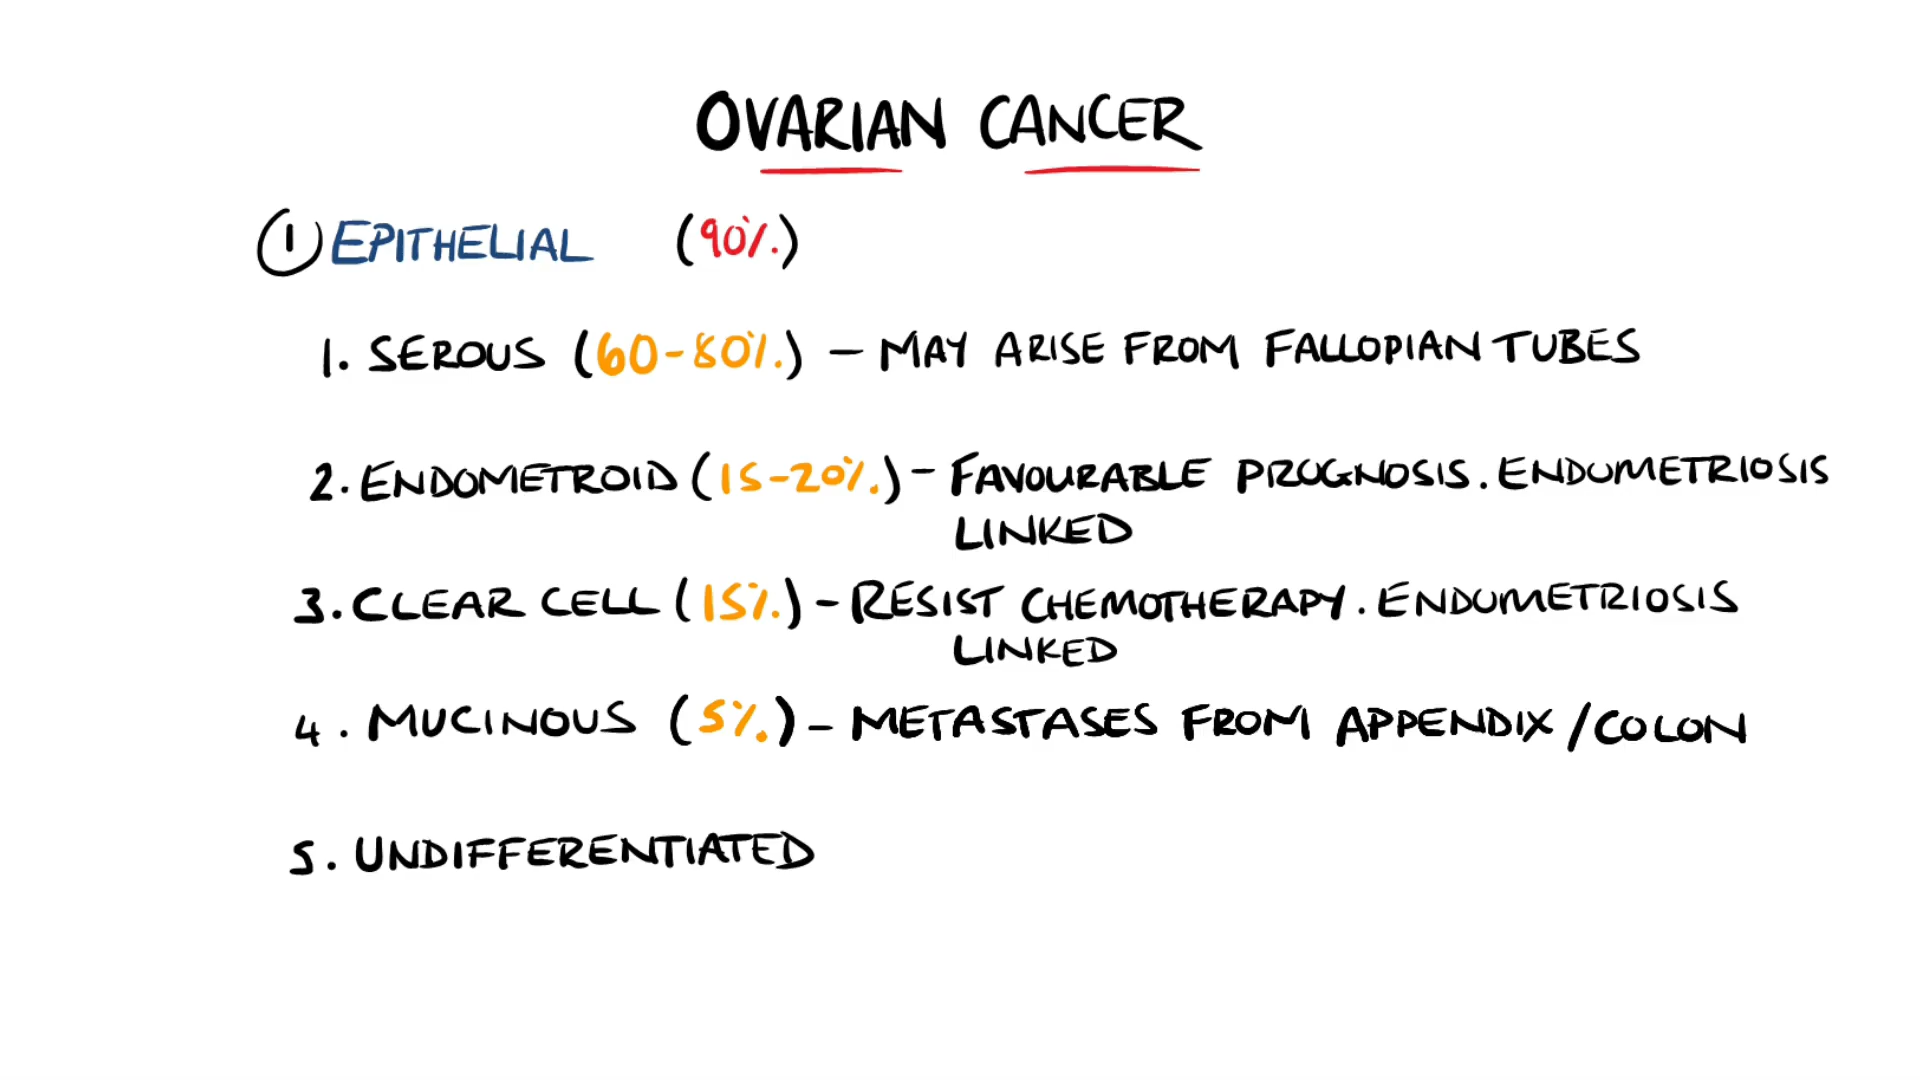 OVARIAN CANCER
① EPITHELIAL (90%)
1. SEROUS (60-80%) – MAY ARISE FROM FALLOPIAN TUBES
2. ENDOMETROID (15-20%) – FAVOURABLE PROGNOSIS. ENDOMETRIOSIS
LINKED
3. CLEAR CELL (15%) – RESIST CHEMOTHERAPY. ENDOMETRIOSIS
LINKED
4. MUCINOUS (5%) – METASTASES FROM APPENDIX/COLON
5. UNDIFFERENTIATED